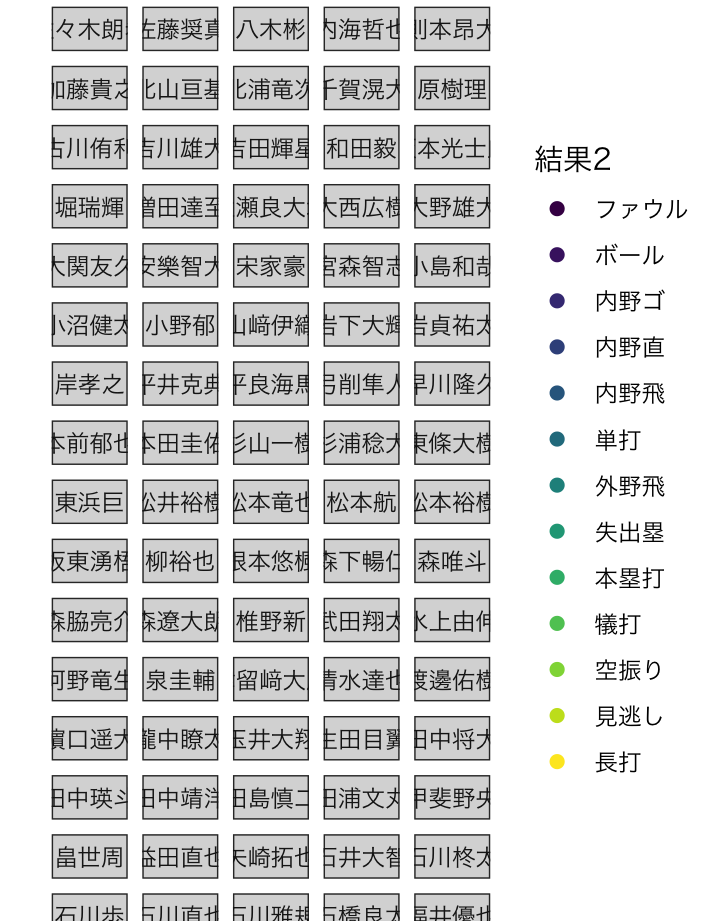 々木朗 佐藤奨真 八木彬 内海哲也 則本昂大
加藤貴之 北山亘基 北浦竜次 千賀滉大 原樹理
古川侑利 吉川雄大 吉田輝星 和田毅 本光士
堀瑞輝 増田達至 瀬良大 大西広樹 大野雄大
大関友久 安樂智大 宋家豪 宮森智志 小島和哉
小沼健太 小野郁 山﨑伊織 岩下大輝 岩貞祐太
岸孝之 平井克典 平良海馬 弓削隼人 早川隆久
本前郁也 本田圭佑 杉山一樹 杉浦稔大 東條大樹
東浜巨 松井裕樹 松本竜也 松本航 松本裕樹
坂東湧梧 柳裕也 根本悠楓 森下暢仁 森唯斗
森脇亮介 森遼大朗 椎野新 武田翔太 水上由伸
河野竜生 泉圭輔 留﨑大 清水達也 渡邊佑樹
濵口遥大 瀧中瞭太 玉井大翔 生田目翼 田中将大
田中瑛斗 田中靖洋 田島慎二 田浦文丸 甲斐野央
畠世周 益田直也 矢崎拓也 石井大智 石川柊太
石川歩 石川直也 石川雅規 石橋良太 福井優也
結果2
ファウル
ボール
内野ゴ
内野直
内野飛
単打
外野飛
失出塁
本塁打
犠打
空振り
見逃し
長打